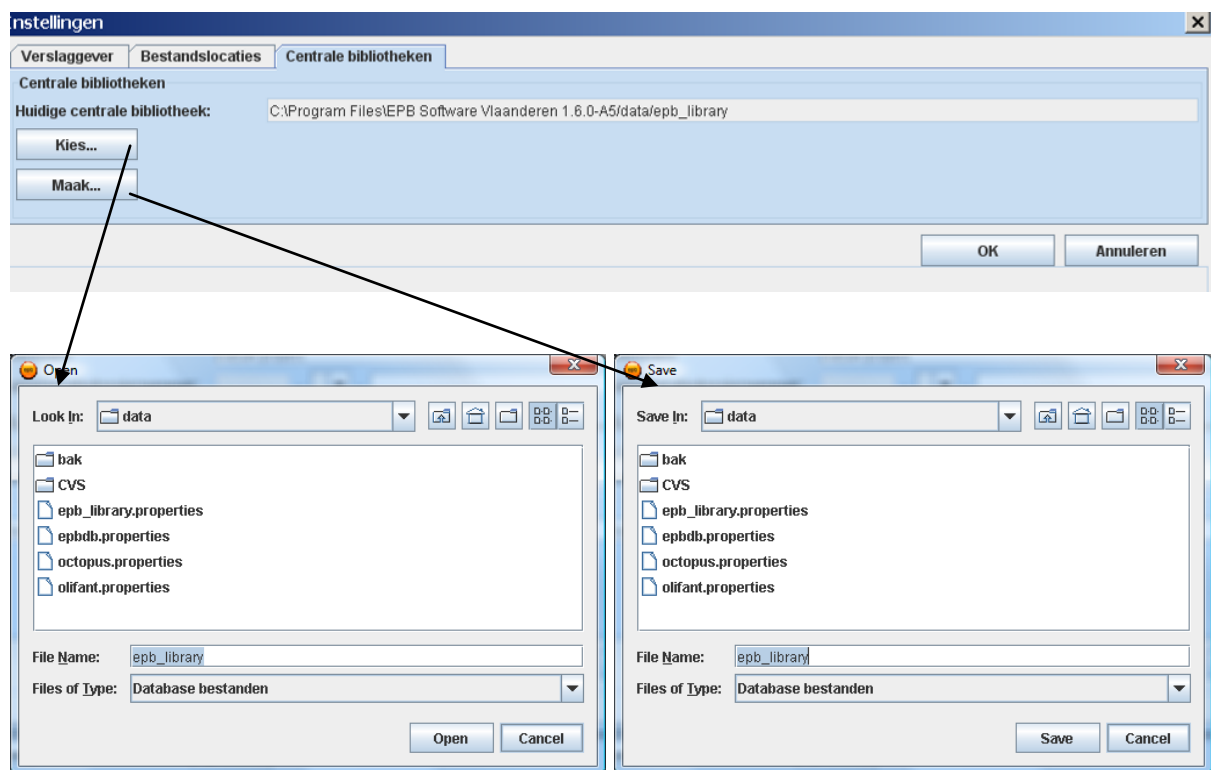 Instellingen
Verslaggever Bestandslocaties Centrale bibliotheken
Centrale bibliotheken
Huidige centrale bibliotheek: C:\Program Files\EPB Software Vlaanderen 1.6.0-A5/data/epb_library
Kies...
Maak...
OK Annuleren
Open
Look In: data
bak
CVS
epb_library.properties
epbdb.properties
octopus.properties
olifant.properties
File Name: epb_library
Files of Type: Database bestanden
Open Cancel
Save
Save In: data
bak
CVS
epb_library.properties
epbdb.properties
octopus.properties
olifant.properties
File Name: epb_library
Files of Type: Database bestanden
Save Cancel